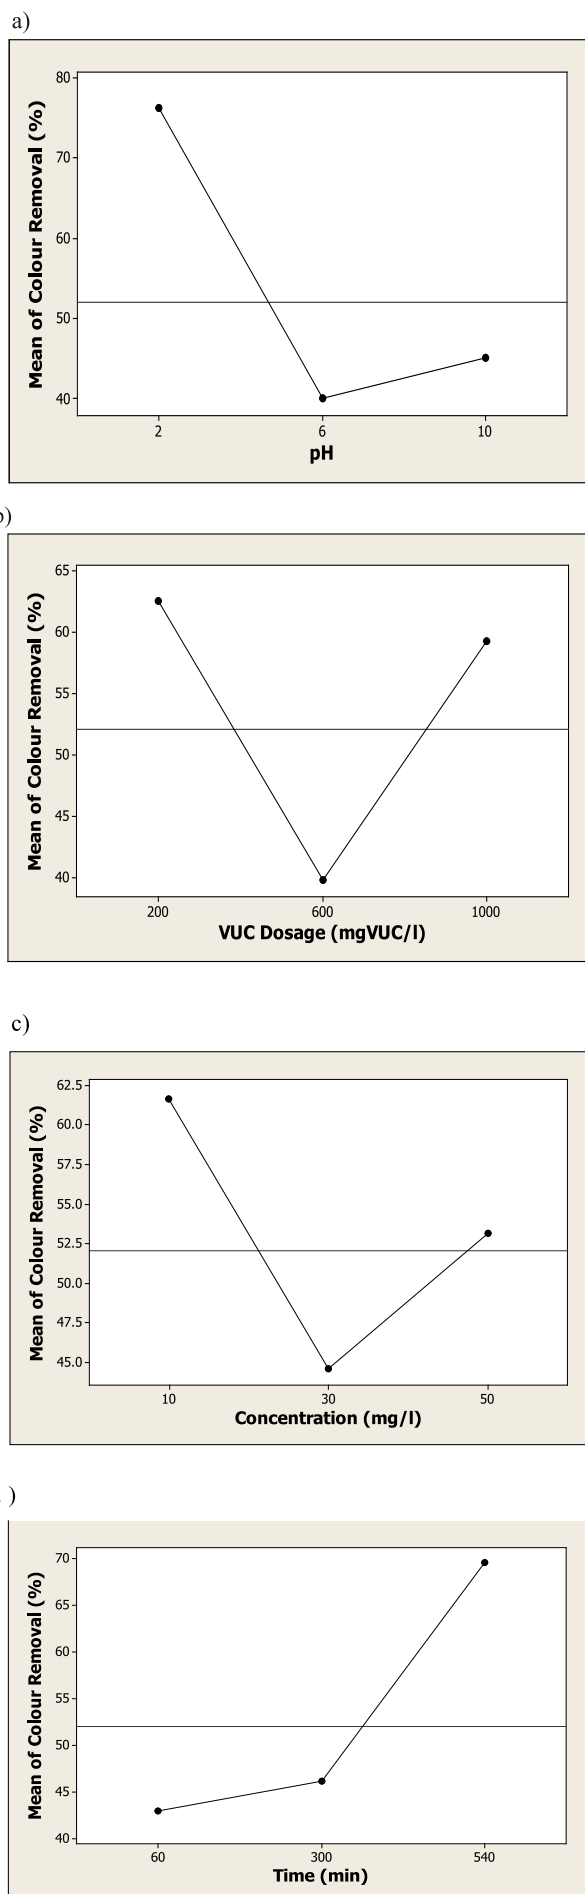 a)
80
70
60
50
40
Mean of Colour Removal (%)
2 6 10
pH
b)
65
60
55
50
45
40
Mean of Colour Removal (%)
200 600 1000
VUC Dosage (mgVUC/l)
c)
62.5
60.0
57.5
55.0
52.5
50.0
47.5
45.0
Mean of Colour Removal (%)
10 30 50
Concentration (mg/l)
)
70
65
60
55
50
45
40
Mean of Colour Removal (%)
60 300 540
Time (min)